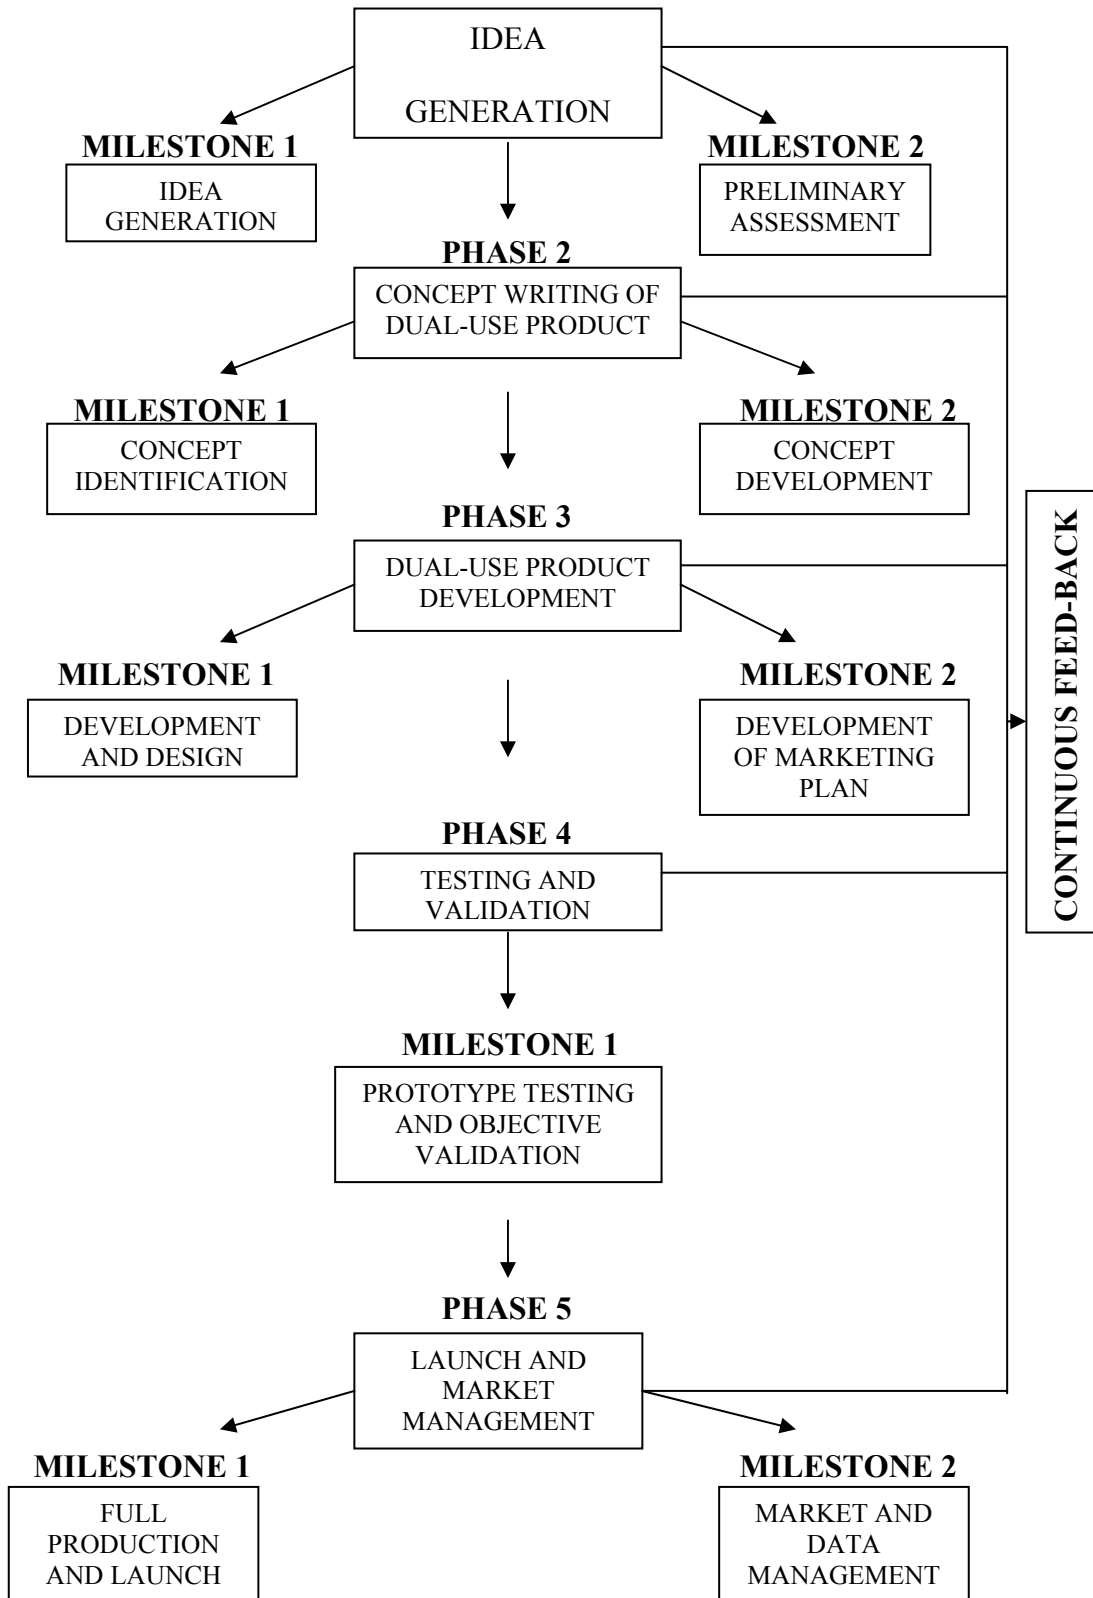 IDEA
GENERATION
MILESTONE 1
IDEA
GENERATION
MILESTONE 2
PRELIMINARY
ASSESSMENT
PHASE 2
CONCEPT WRITING OF
DUAL-USE PRODUCT
MILESTONE 1
CONCEPT
IDENTIFICATION
MILESTONE 2
CONCEPT
DEVELOPMENT
PHASE 3
DUAL-USE PRODUCT
DEVELOPMENT
MILESTONE 1
DEVELOPMENT
AND DESIGN
MILESTONE 2
DEVELOPMENT
OF MARKETING
PLAN
PHASE 4
TESTING AND
VALIDATION
MILESTONE 1
PROTOTYPE TESTING
AND OBJECTIVE
VALIDATION
PHASE 5
LAUNCH AND
MARKET
MANAGEMENT
MILESTONE 1
FULL
PRODUCTION
AND LAUNCH
MILESTONE 2
MARKET AND
DATA
MANAGEMENT
CONTINUOUS FEED-BACK